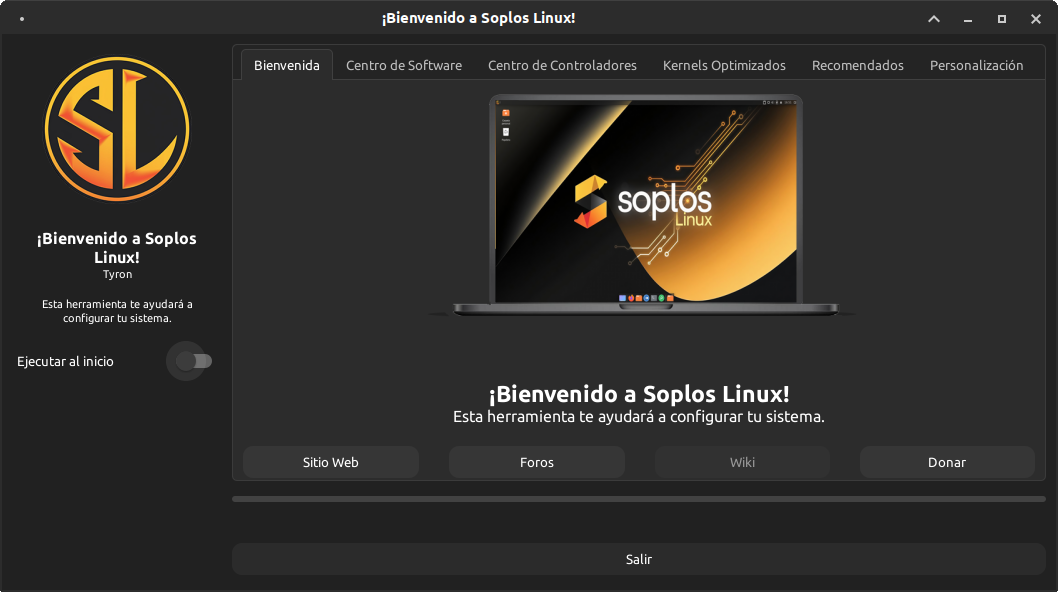 ¡Bienvenido a Soplos Linux!
SL
¡Bienvenido a Soplos
Linux!
Tyron
Esta herramienta te ayudará a
configurar tu sistema.
Ejecutar al inicio
Bienvenida
Centro de Software
Centro de Controladores
Kernels Optimizados
Recomendados
Personalización
soplos
Linux
¡Bienvenido a Soplos Linux!
Esta herramienta te ayudará a configurar tu sistema.
Sitio Web
Foros
Wiki
Donar
Salir